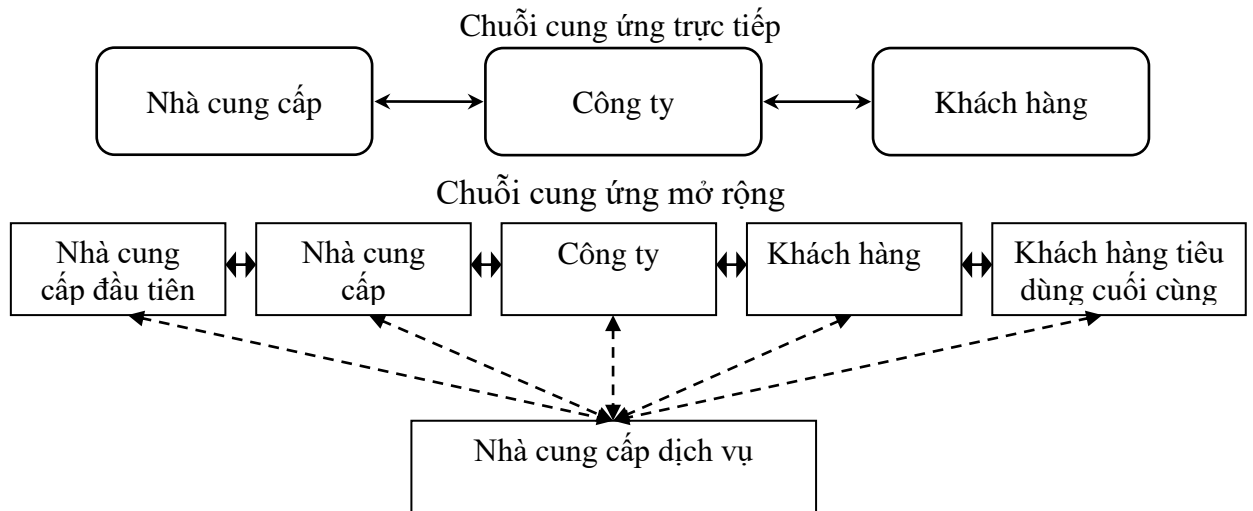 Chuỗi cung ứng trực tiếp
Nhà cung cấp
Công ty
Khách hàng
Chuỗi cung ứng mở rộng
Nhà cung
cấp đầu tiên
Nhà cung
cấp
Công ty
Khách hàng
Khách hàng tiêu
dùng cuối cùng
Nhà cung cấp dịch vụ